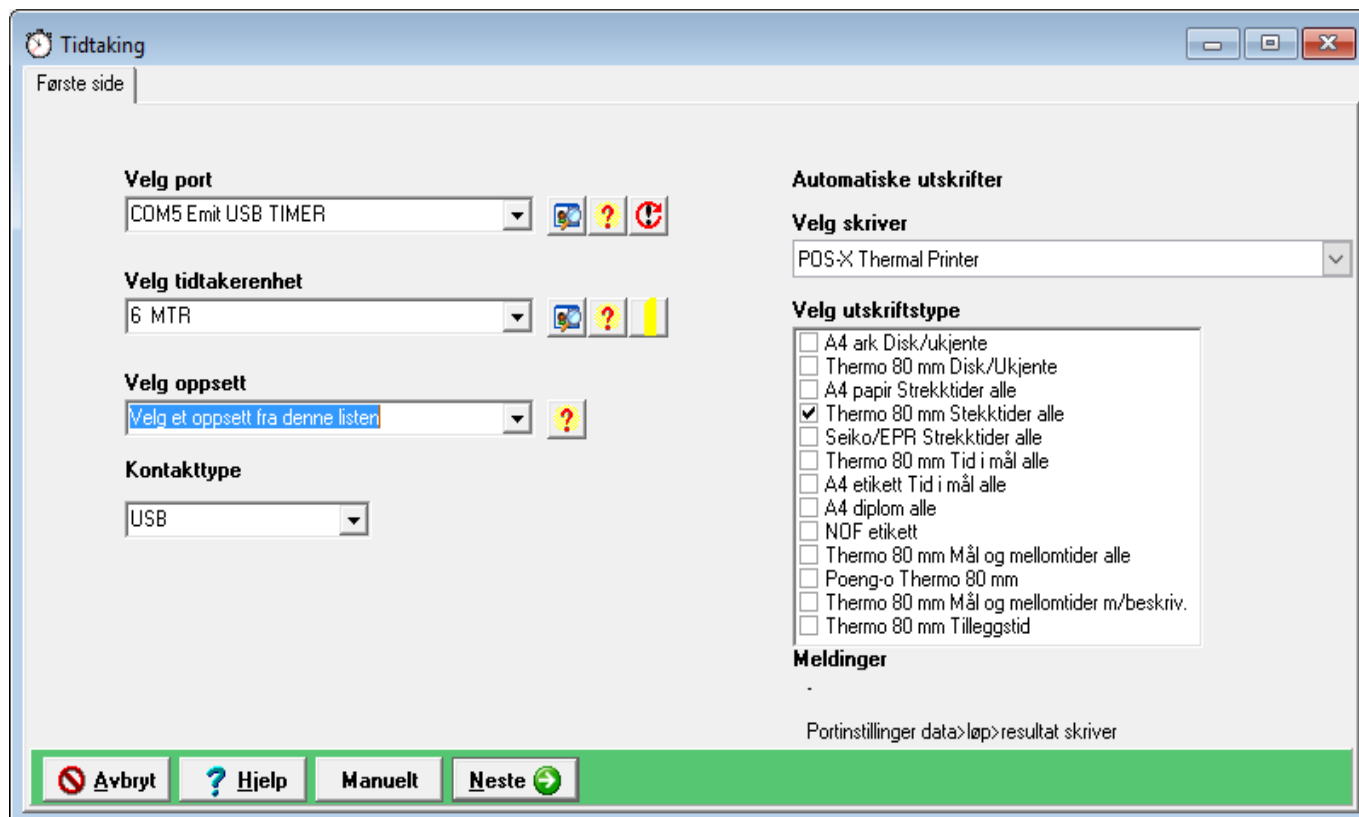 Tidtaking
Første side
Velg port
COM5 Emit USB TIMER
Velg tidtakerenhet
6 MTR
Velg oppsett
Velg et oppsett fra denne listen
Kontakttype
USB
Automatiske utskrifter
Velg skriver
POS-X Thermal Printer
Velg utskriftstype
A4 ark Disk/ukjente
Thermo 80 mm Disk/Ukjente
A4 papir Strekktider alle
Thermo 80 mm Stekktider alle
Seiko/EPR Strekktider alle
Thermo 80 mm Tid i mål alle
A4 etikett Tid i mål alle
A4 diplom alle
NOF etikett
Thermo 80 mm Mål og mellomtider alle
Poeng-o Thermo 80 mm
Thermo 80 mm Mål og mellomtider m/beskriv.
Thermo 80 mm Tilleggstid
Meldinger
-
Portinstillinger data>løp>resultat skriver
Avbryt
Hjelp
Manuelt
Neste